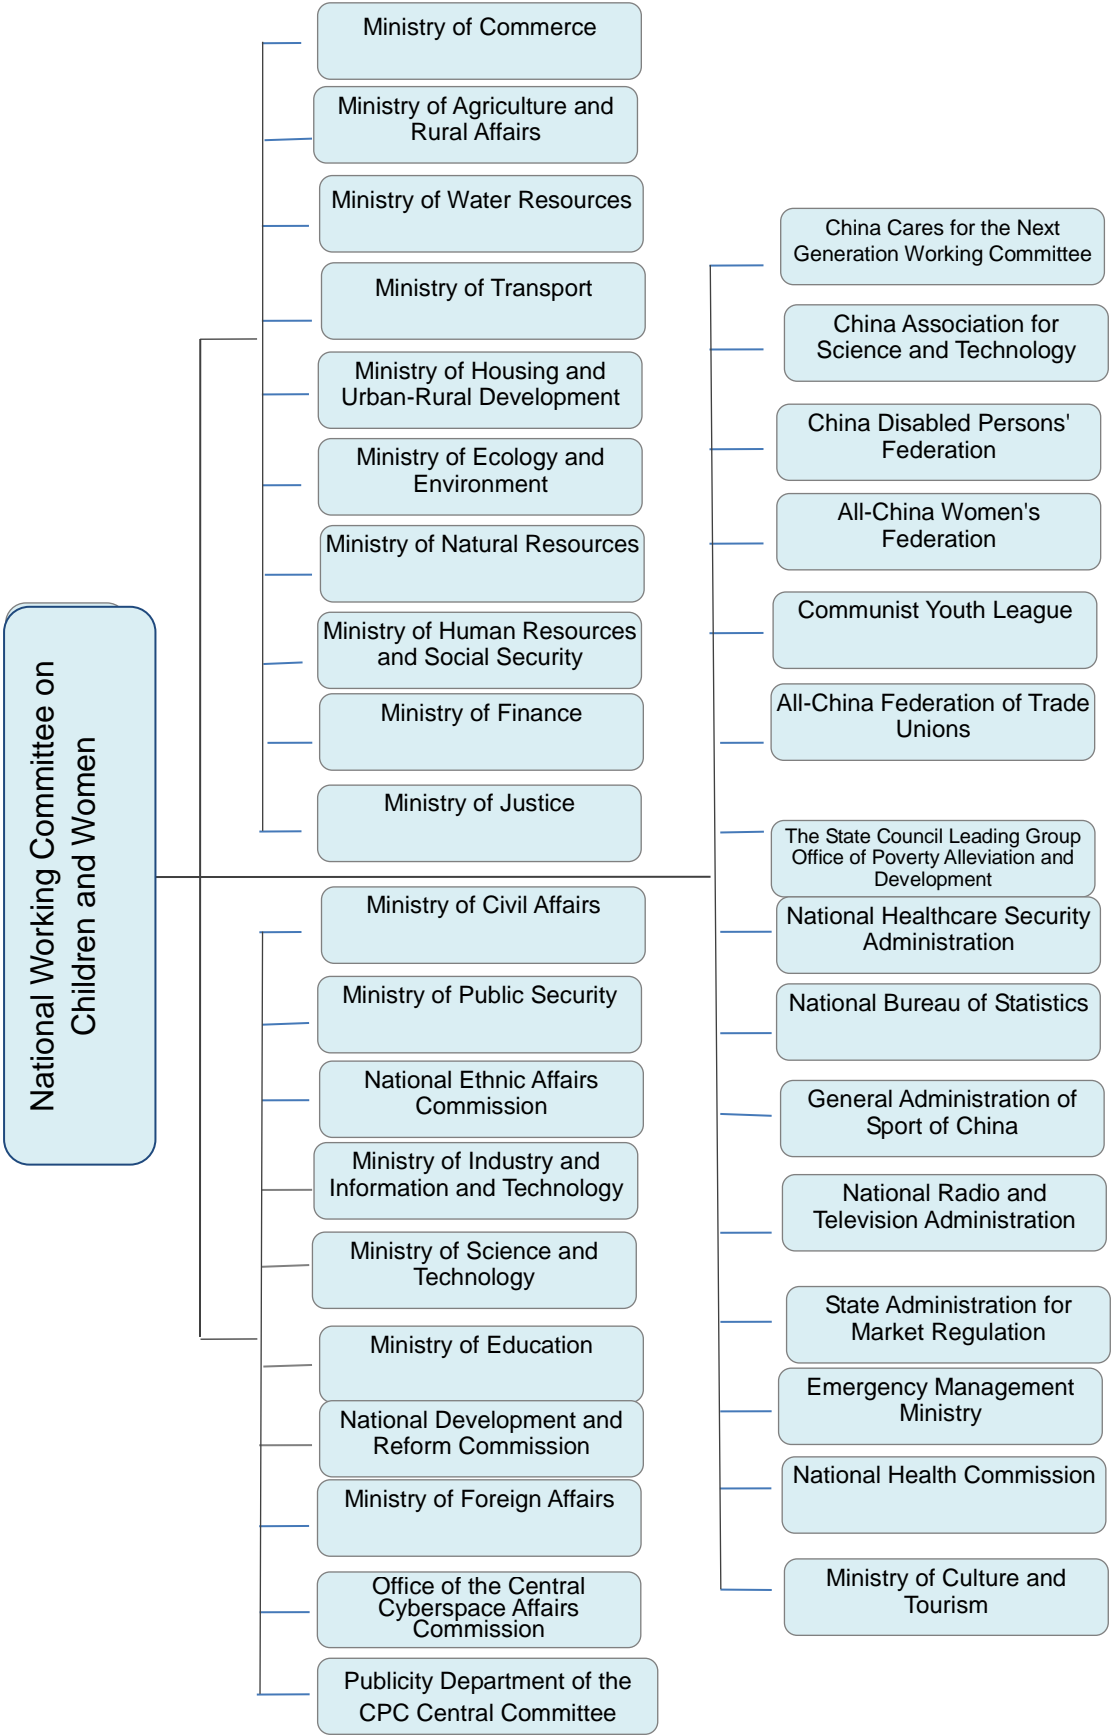 National Working Committee on
Children and Women
Ministry of Commerce
Ministry of Agriculture and
Rural Affairs
Ministry of Water Resources
Ministry of Transport
Ministry of Housing and
Urban-Rural Development
Ministry of Ecology and
Environment
Ministry of Natural Resources
Ministry of Human Resources
and Social Security
Ministry of Finance
Ministry of Justice
Ministry of Civil Affairs
Ministry of Public Security
National Ethnic Affairs
Commission
Ministry of Industry and
Information and Technology
Ministry of Science and
Technology
Ministry of Education
National Development and
Reform Commission
Ministry of Foreign Affairs
Office of the Central
Cyberspace Affairs
Commission
Publicity Department of the
CPC Central Committee
China Cares for the Next
Generation Working Committee
China Association for
Science and Technology
China Disabled Persons'
Federation
All-China Women's
Federation
Communist Youth League
All-China Federation of Trade
Unions
The State Council Leading Group
Office of Poverty Alleviation and
Development
National Healthcare Security
Administration
National Bureau of Statistics
General Administration of
Sport of China
National Radio and
Television Administration
State Administration for
Market Regulation
Emergency Management
Ministry
National Health Commission
Ministry of Culture and
Tourism